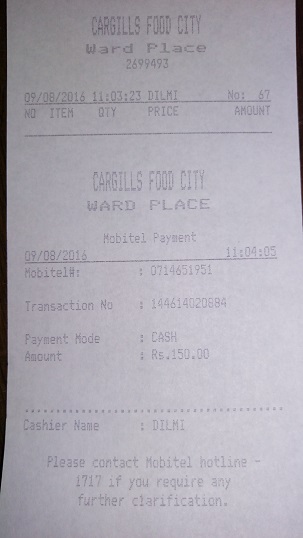 CARGILLS FOOD CITY
Ward Place
2699493
09/08/2016 11:03:23 DILMI No: 67
NO ITEM QTY PRICE AMOUNT
CARGILLS FOOD CITY
WARD PLACE
Mobitel Payment
09/08/2016 11:04:05
Mobitel#: : 0714651951
Transaction No : 144614020684
Payment Mode : CASH
Amount : Rs.150.00
Cashier Name : DILMI
Please contact Mobitel hotline -
1717 if you require any
further clarification.